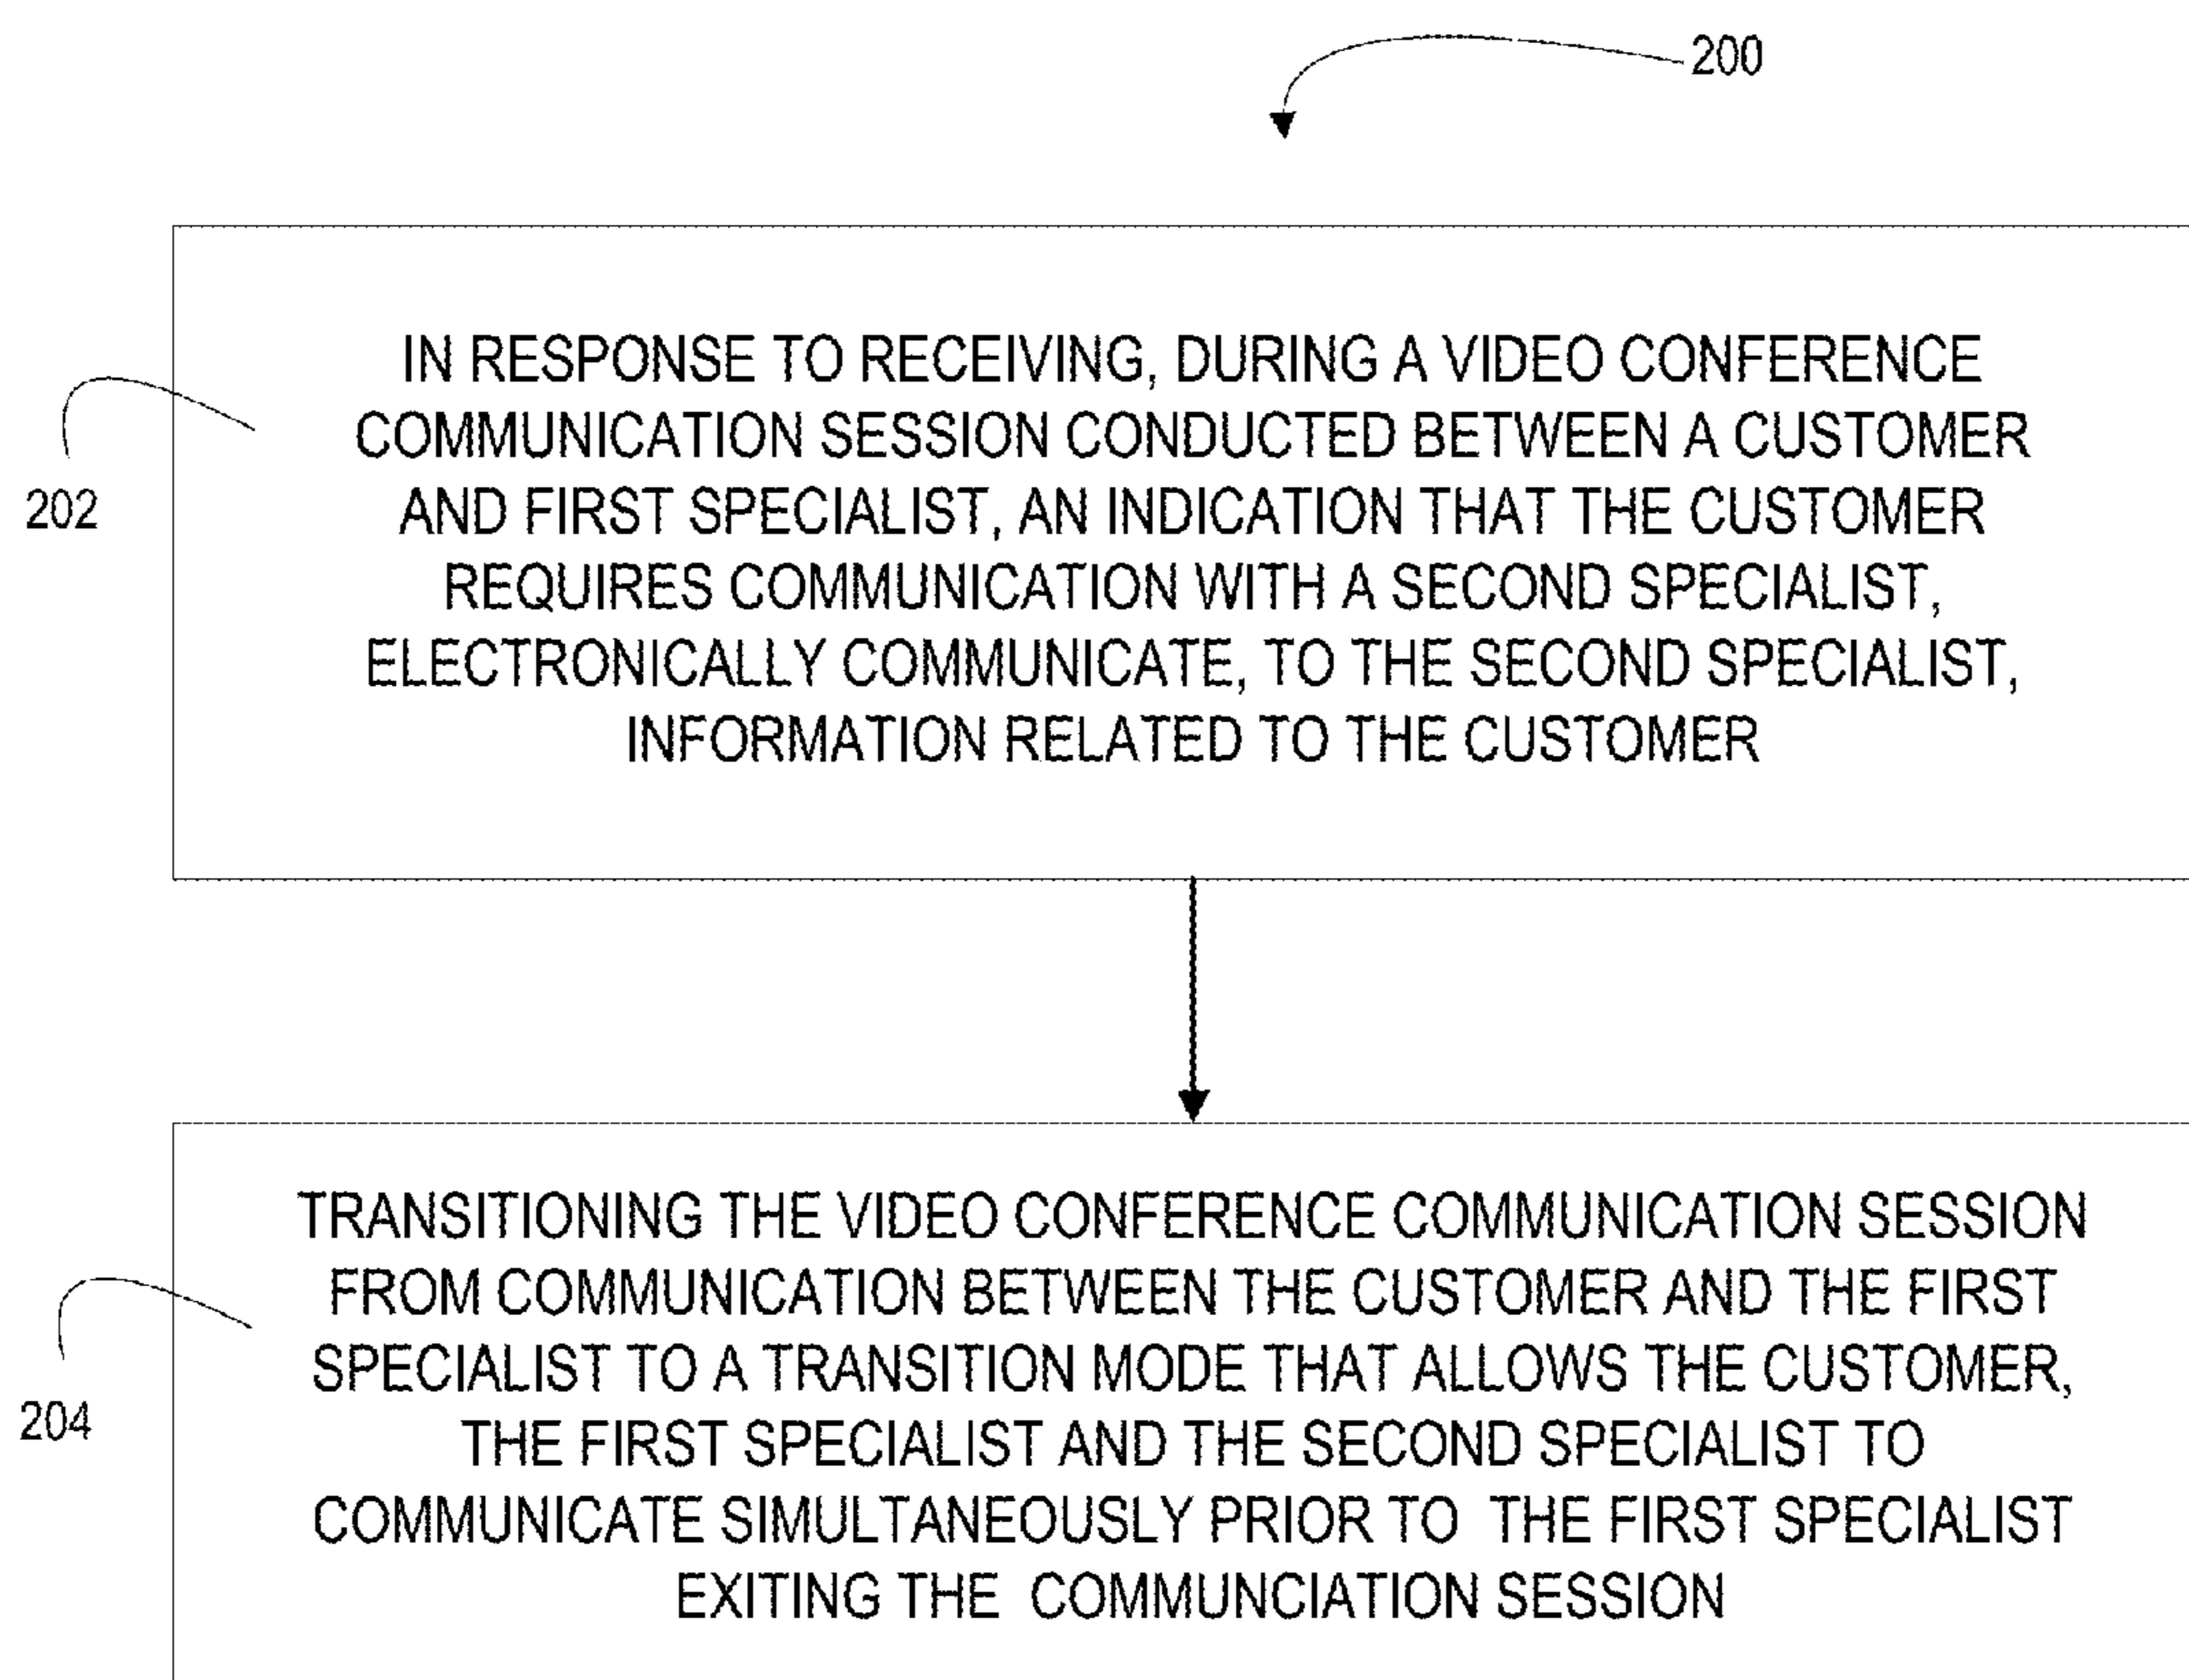 200
IN RESPONSE TO RECEIVING, DURING A VIDEO CONFERENCE
COMMUNICATION SESSION CONDUCTED BETWEEN A CUSTOMER
AND FIRST SPECIALIST, AN INDICATION THAT THE CUSTOMER
REQUIRES COMMUNICATION WITH A SECOND SPECIALIST,
ELECTRONICALLY COMMUNICATE, TO THE SECOND SPECIALIST,
INFORMATION RELATED TO THE CUSTOMER
202
TRANSITIONING THE VIDEO CONFERENCE COMMUNICATION SESSION
FROM COMMUNICATION BETWEEN THE CUSTOMER AND THE FIRST
SPECIALIST TO A TRANSITION MODE THAT ALLOWS THE CUSTOMER,
THE FIRST SPECIALIST AND THE SECOND SPECIALIST TO
COMMUNICATE SIMULTANEOUSLY PRIOR TO THE FIRST SPECIALIST
EXITING THE COMMUNCIATION SESSION
204